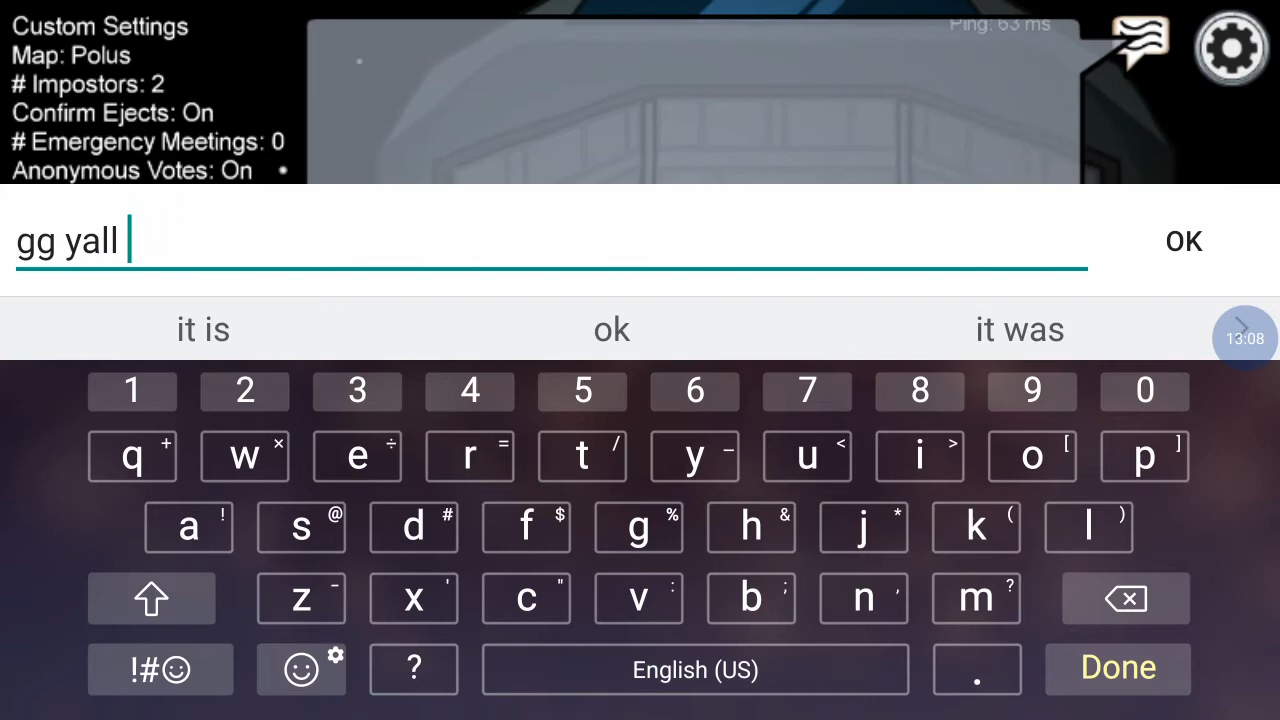 Custom Settings
Map: Polus
# Impostors: 2
Confirm Ejects: On
# Emergency Meetings: 0
Anonymous Votes: On
Ping: 63 ms
gg yall
OK
it is ok it was
13:08
1 2 3 4 5 6 7 8 9 0
q + w × e ÷ r = t / y _ u < i > o [ p ]
a ! s @ d # f $ g % h & j * k ( l )
z - x ' c " v : b ; n , m ?
!#☺ ? English (US) . Done